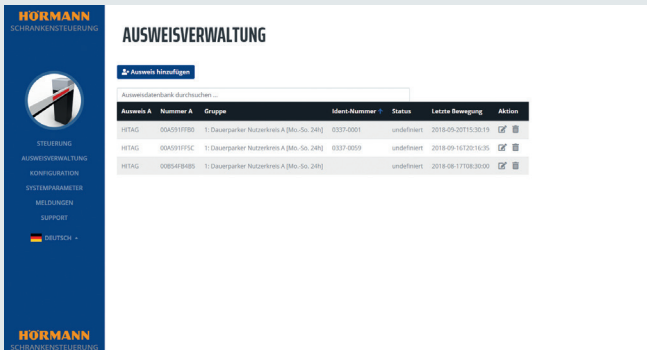 HÖRMANN
SCHRANKENSTEUERUNG
STEUERUNG
AUSWEISVERWALTUNG
KONFIGURATION
SYSTEMPARAMETER
MELDUNGEN
SUPPORT
DEUTSCH
HÖRMANN
SCHRANKENSTEUERUNG
AUSWEISVERWALTUNG
Ausweis hinzufügen
Ausweisdatenbank durchsuchen ...
Ausweis A Nummer A Gruppe Ident-Nummer ↑ Status Letzte Bewegung Aktion
HITAG 00A591FFB0 1: Dauerparker Nutzerkreis A [Mo.-So. 24h] 0337-0001 undefiniert 2018-09-20T15:30:19
HITAG 00A591FF5C 1: Dauerparker Nutzerkreis A [Mo.-So. 24h] 0337-0059 undefiniert 2018-09-16T20:16:35
HITAG 00B54FB4B5 1: Dauerparker Nutzerkreis A [Mo.-So. 24h] undefiniert 2018-08-17T08:30:00